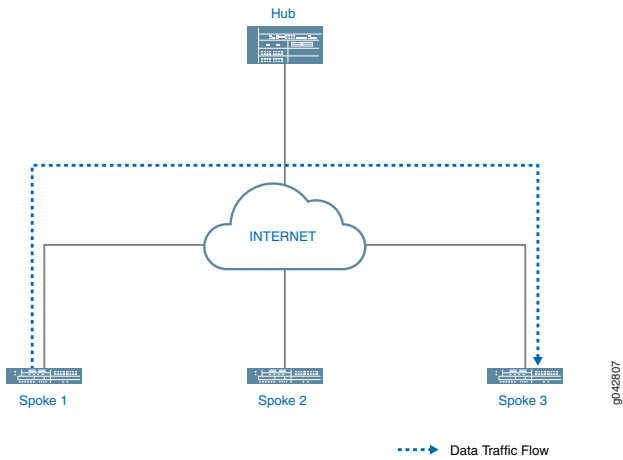 Hub
INTERNET
Spoke 1
Spoke 2
Spoke 3
g042807
Data Traffic Flow